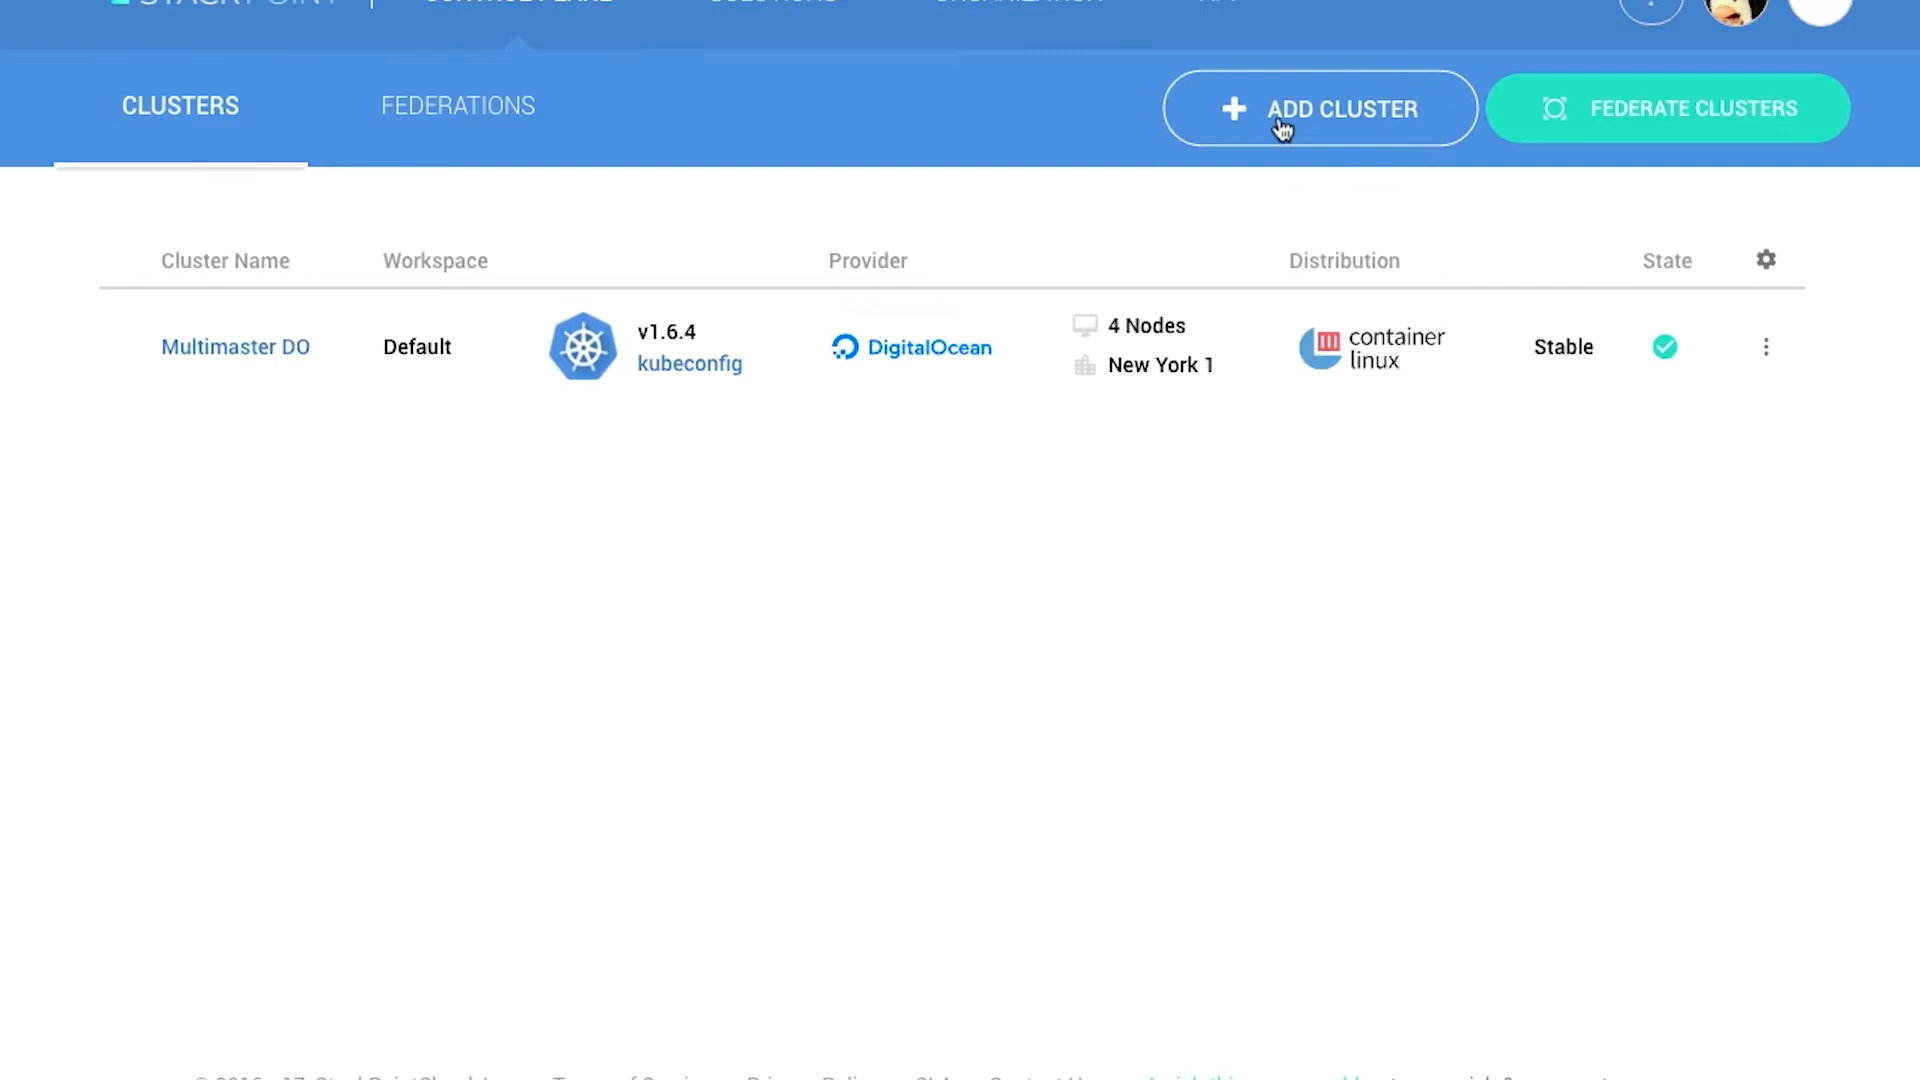 CLUSTERS
FEDERATIONS
ADD CLUSTER
FEDERATE CLUSTERS
Cluster Name
Workspace
Provider
Distribution
State
Multimaster DO
Default
v1.6.4
kubeconfig
DigitalOcean
4 Nodes
New York 1
container
linux
Stable